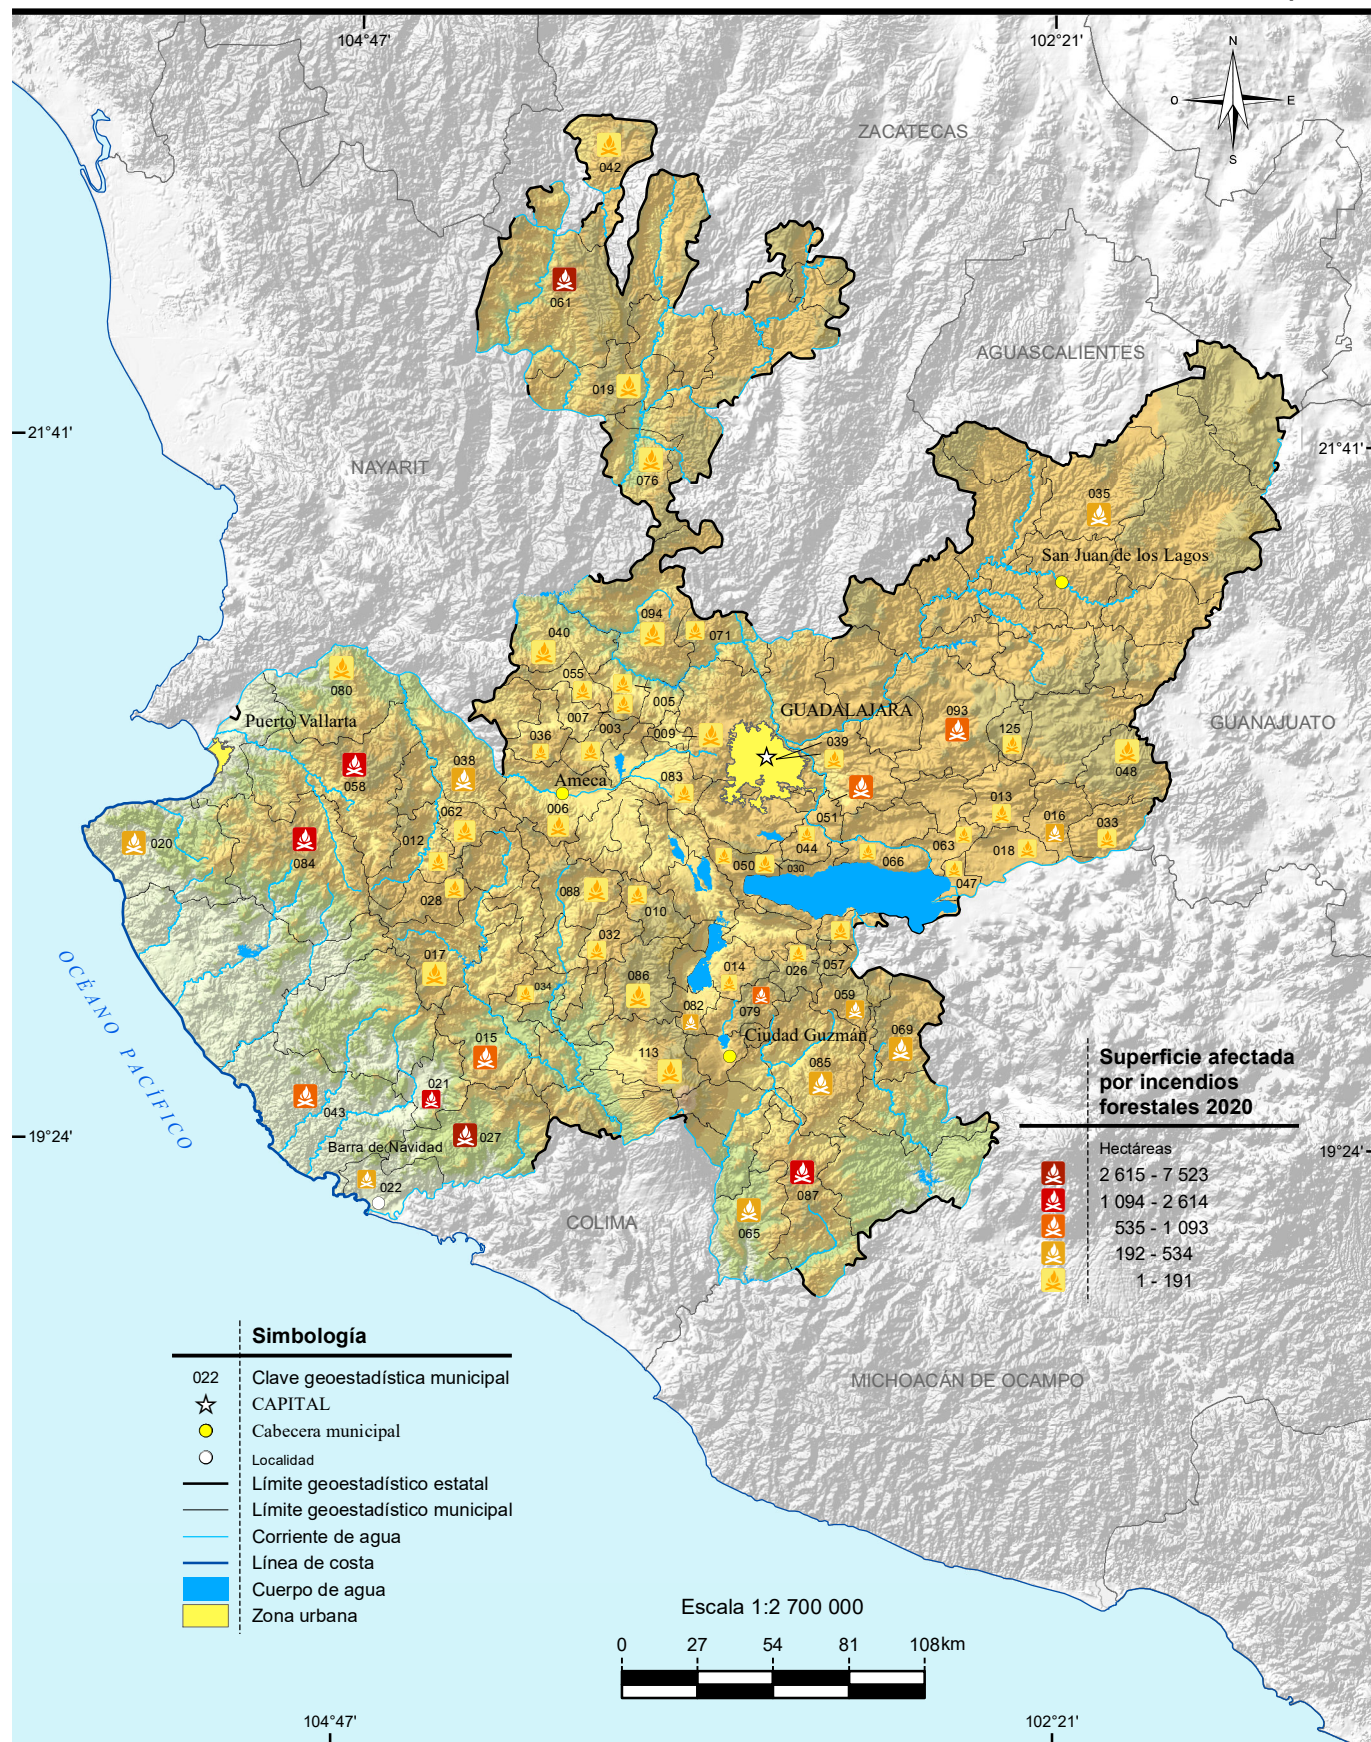 104°47'
102°21'
N
O
E
S
ZACATECAS
042
061
AGUASCALIENTES
019
21°41'
21°41'
NAYARIT
076
035
San Juan de los Lagos
094
071
040
055
080
005
007
Puerto Vallarta
GUADALAJARA
093
GUANAJUATO
003
009
036
125
039
038
048
058
Ameca
083
006
062
051
013
016
033
012
020
044
063
018
084
050
030
066
047
088
028
010
032
OCÉANO PACÍFICO
017
086
014
026
057
034
059
082
079
Ciudad Guzmán
069
015
113
085
021
043
027
Barra de Navidad
19°24'
19°24'
022
087
COLIMA
065
Superficie afectada
por incendios
forestales 2020
Hectáreas
2 615 - 7 523
1 094 - 2 614
535 - 1 093
192 - 534
1 - 191
Simbología
022 Clave geoestadística municipal
CAPITAL
Cabecera municipal
Localidad
Límite geoestadístico estatal
Límite geoestadístico municipal
Corriente de agua
Línea de costa
Cuerpo de agua
Zona urbana
MICHOACÁN DE OCAMPO
Escala 1:2 700 000
0 27 54 81 108km
104°47'
102°21'